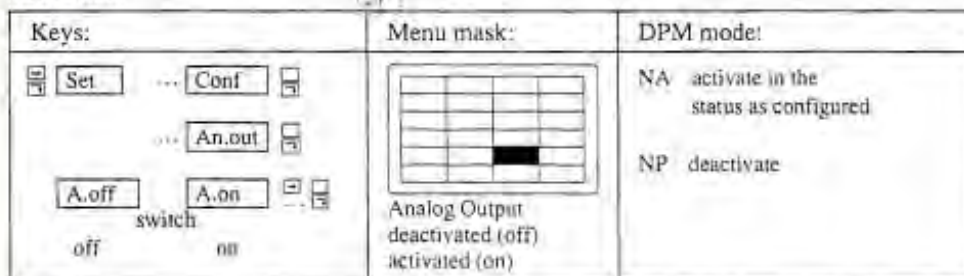 Keys:
Menu mask:
DPM mode:
Set ... Conf
... An.out
A.off A.on
switch
off on
Analog Output
deactivated (off)
activated (on)
NA activate in the
status as configured
NP deactivate